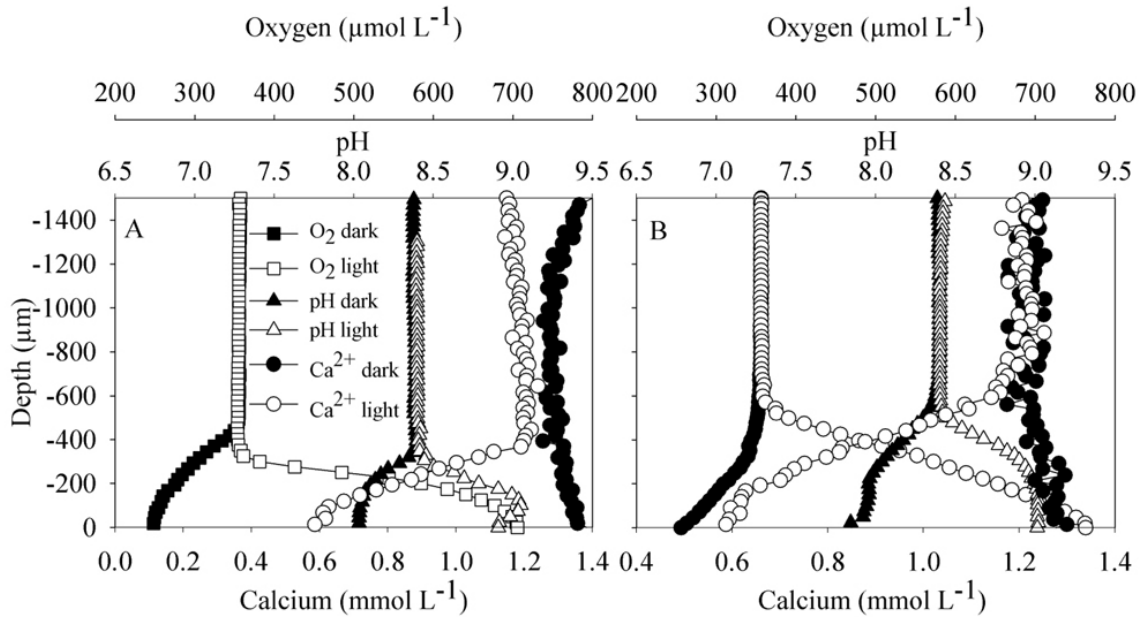 Oxygen (µmol L-1) Oxygen (µmol L-1)
200 300 400 500 600 700 800 200 300 400 500 600 700 800
pH pH
6.5 7.0 7.5 8.0 8.5 9.0 9.5 6.5 7.0 7.5 8.0 8.5 9.0 9.5
-1400 A B
O2 dark
-1200 O2 light
-1000 pH dark
pH light
-800 Ca2+ dark
-600 Ca2+ light
-400
-200
0
Depth (µm)
0.0 0.2 0.4 0.6 0.8 1.0 1.2 1.4 0.4 0.6 0.8 1.0 1.2 1.4
Calcium (mmol L-1) Calcium (mmol L-1)